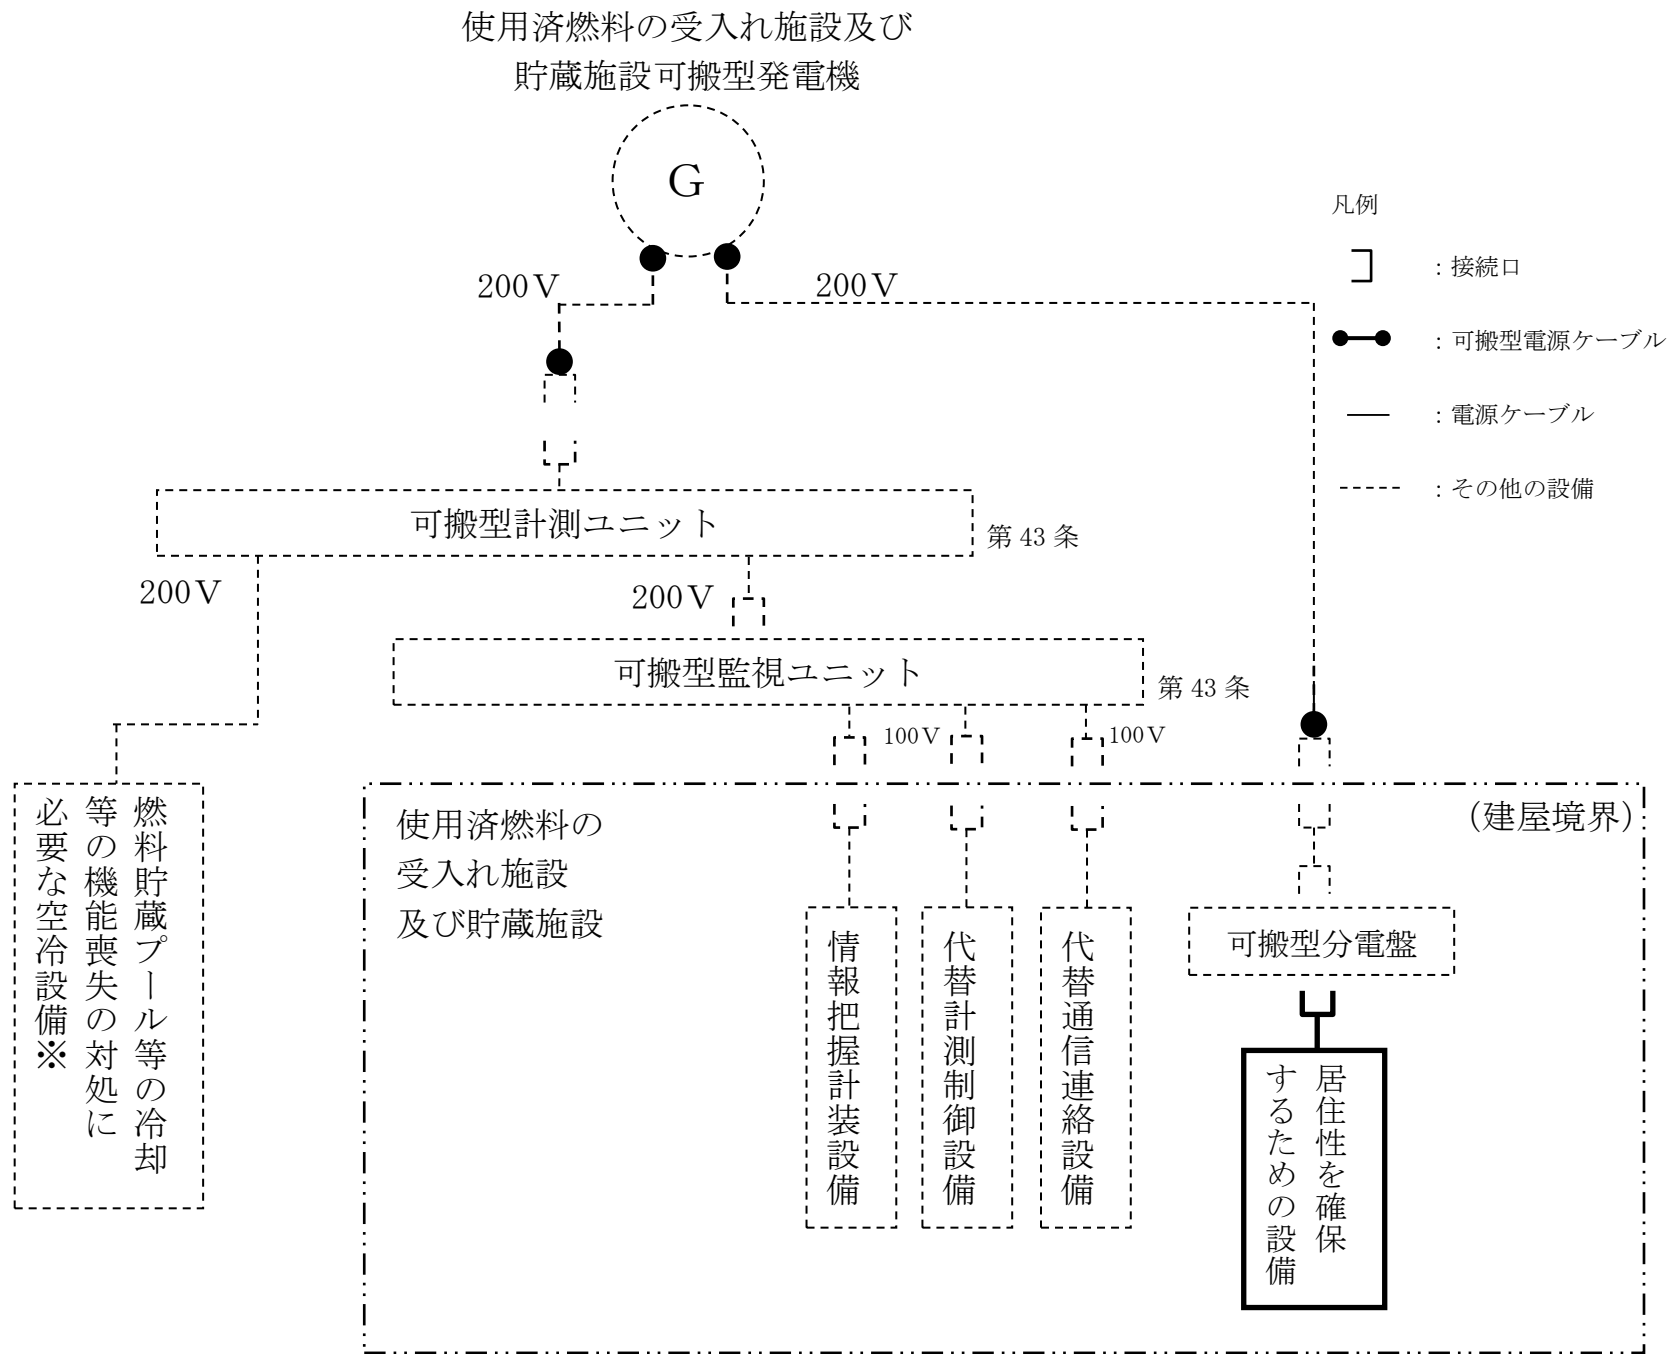 使用済燃料の受入れ施設及び
貯蔵施設可搬型発電機
G
200V
200V
凡例
：接続口
：可搬型電源ケーブル
：電源ケーブル
：その他の設備
可搬型計測ユニット
第 43 条
200V
200V
可搬型監視ユニット
第 43 条
100V
100V
燃料貯蔵プール等の冷却
等の機能喪失の対処に
必要な空冷設備※
使用済燃料の
受入れ施設
及び貯蔵施設
(建屋境界)
情報把握計装設備
代替計測制御設備
代替通信連絡設備
可搬型分電盤
居住性を確保
するための設備